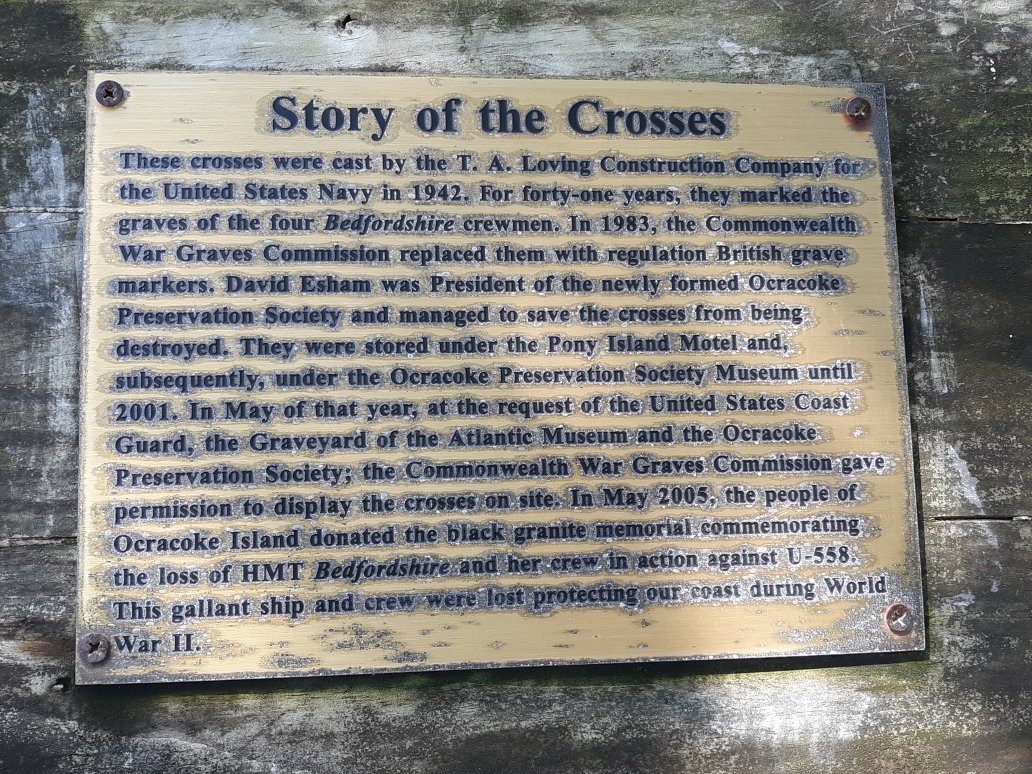 Story of the Crosses
These crosses were cast by the T. A. Loving Construction Company for
the United States Navy in 1942. For forty-one years, they marked the
graves of the four Bedfordshire crewmen. In 1983, the Commonwealth
War Graves Commission replaced them with regulation British grave
markers. David Esham was President of the newly formed Ocracoke
Preservation Society and managed to save the crosses from being
destroyed. They were stored under the Pony Island Motel and,
subsequently, under the Ocracoke Preservation Society Museum until
2001. In May of that year, at the request of the United States Coast
Guard, the Graveyard of the Atlantic Museum and the Ocracoke
Preservation Society; the Commonwealth War Graves Commission gave
permission to display the crosses on site. In May 2005, the people of
Ocracoke Island donated the black granite memorial commemorating
the loss of HMT Bedfordshire and her crew in action against U-558.
This gallant ship and crew were lost protecting our coast during World
War II.